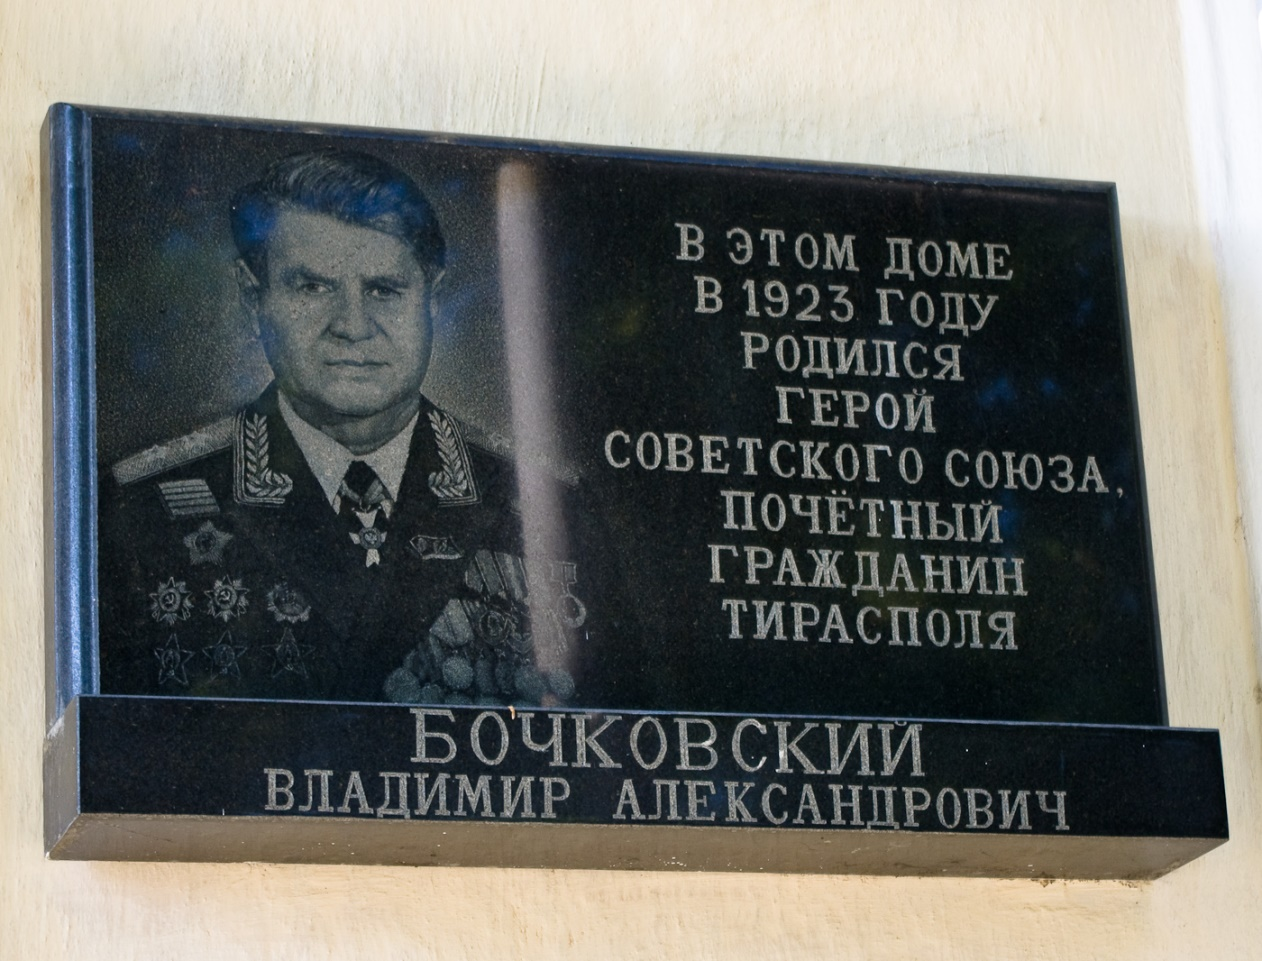 В ЭТОМ ДОМЕ
В 1923 ГОДУ
РОДИЛСЯ
ГЕРОЙ
СОВЕТСКОГО СОЮЗА,
ПОЧЁТНЫЙ
ГРАЖДАНИН
ТИРАСПОЛЯ
БОЧКОВСКИЙ
ВЛАДИМИР АЛЕКСАНДРОВИЧ